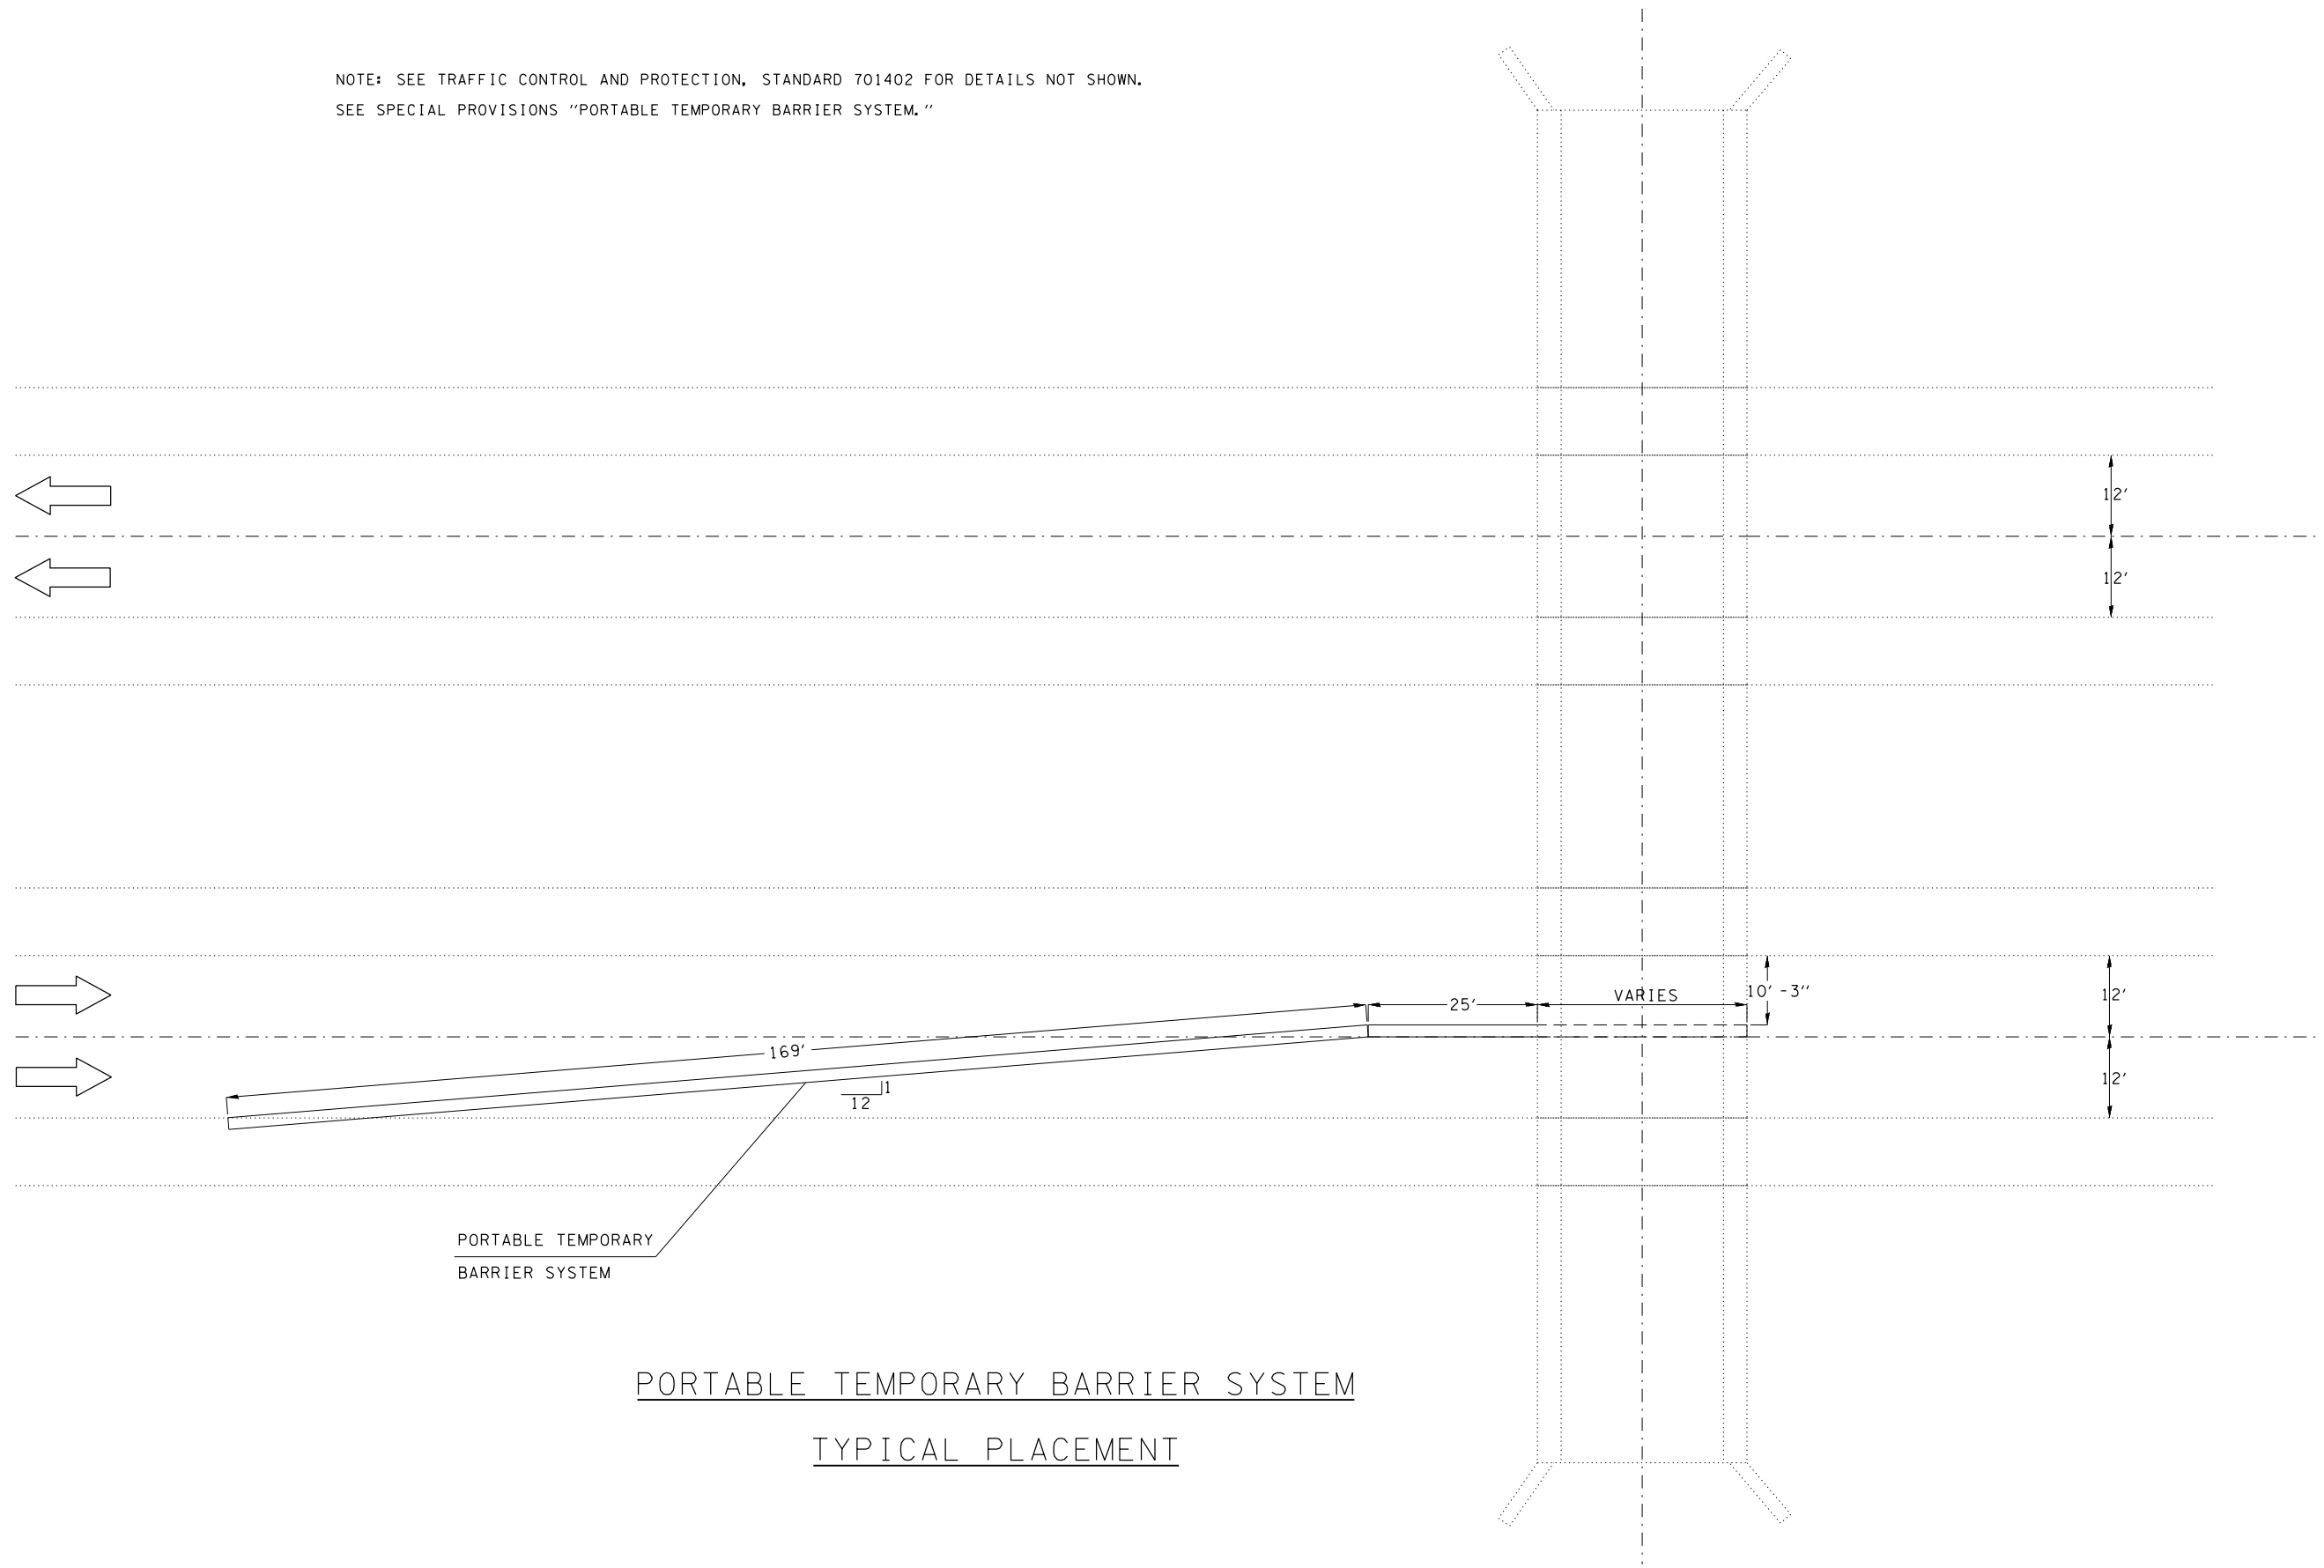 NOTE: SEE TRAFFIC CONTROL AND PROTECTION, STANDARD 701402 FOR DETAILS NOT SHOWN.
SEE SPECIAL PROVISIONS "PORTABLE TEMPORARY BARRIER SYSTEM."
12'
12'
VARIES
10' -3"
12'
25'
169'
12'
1
12
PORTABLE TEMPORARY
BARRIER SYSTEM
PORTABLE TEMPORARY BARRIER SYSTEM
TYPICAL PLACEMENT